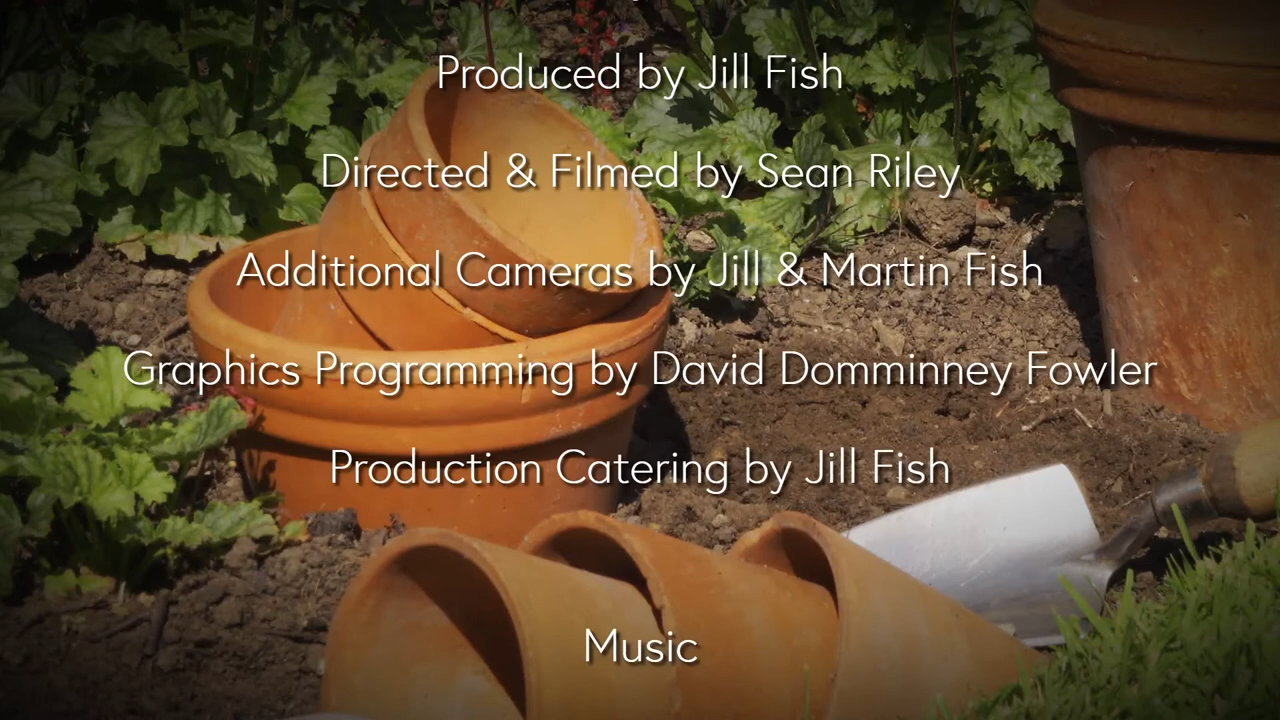 Produced by Jill Fish
Directed & Filmed by Sean Riley
Additional Cameras by Jill & Martin Fish
Graphics Programming by David Domminney Fowler
Production Catering by Jill Fish
Music